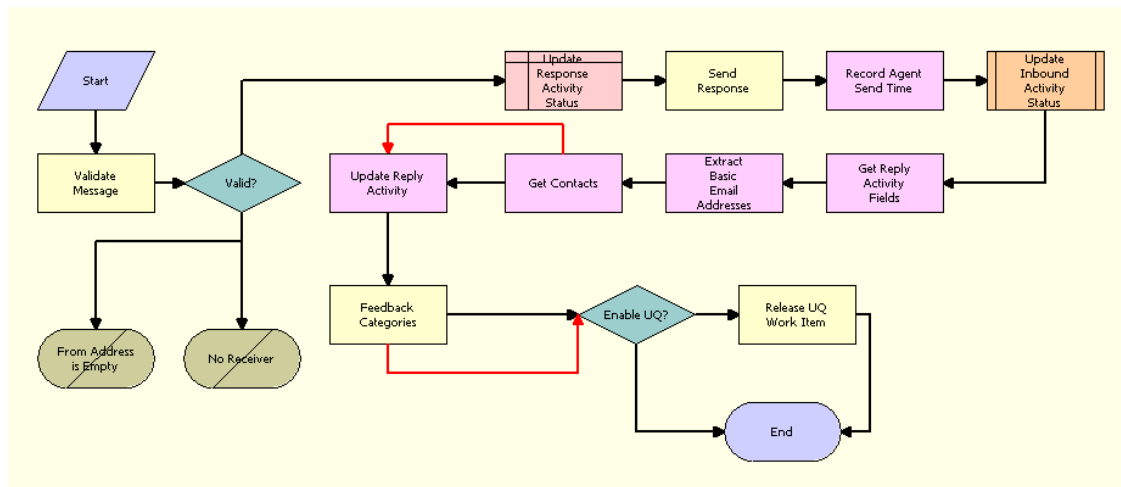 Start
Update
Response
Activity
Status
Send
Response
Record Agent
Send Time
Update
Inbound
Activity
Status
Validate
Message
Valid?
Update Reply
Activity
Get Contacts
Extract
Basic
Email
Addresses
Get Reply
Activity
Fields
From Address
is Empty
No Receiver
Feedback
Categories
Enable UQ?
Release UQ
Work Item
End